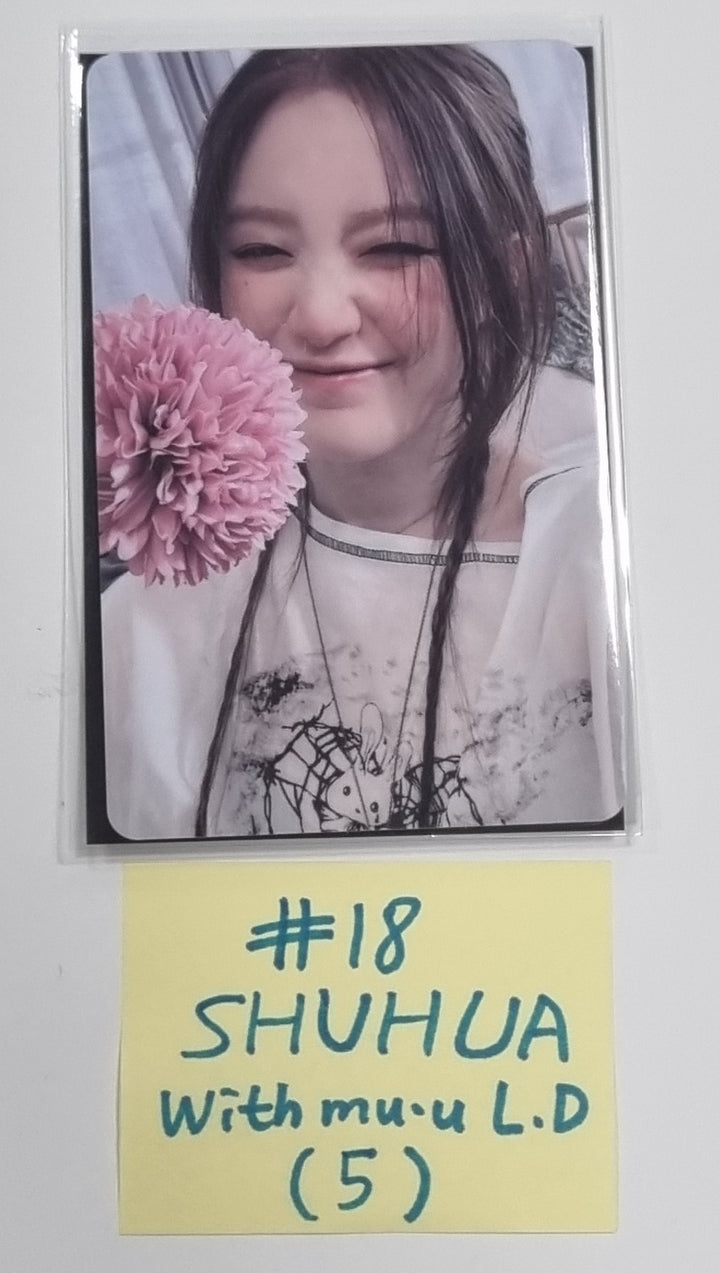 #18
SHUHUA
With mu·u L.D
(5)